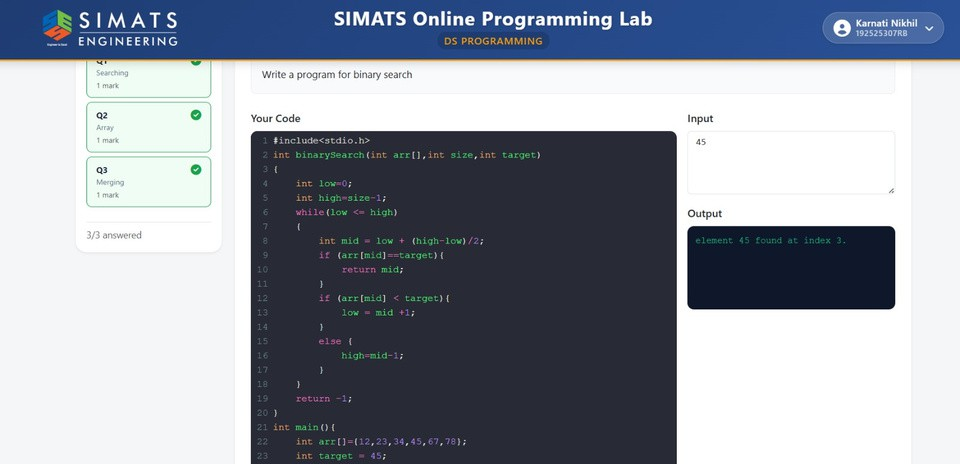 SIMATS
ENGINEERING
Engineer to Excel
SIMATS Online Programming Lab
DS PROGRAMMING
Karnati Nikhil
192525307RB
Q1
Searching
1 mark
Q2
Array
1 mark
Q3
Merging
1 mark
3/3 answered
Write a program for binary search
Your Code
1 #include<stdio.h>
2 int binarySearch(int arr[],int size,int target)
3 {
4     int low=0;
5     int high=size-1;
6     while(low <= high)
7     {
8         int mid = low + (high-low)/2;
9         if (arr[mid]==target){
10             return mid;
11         }
12         if (arr[mid] < target){
13             low = mid +1;
14         }
15         else {
16             high=mid-1;
17         }
18     }
19     return -1;
20 }
21 int main(){
22     int arr[]={12,23,34,45,67,78};
23     int target = 45;
Input
45
Output
element 45 found at index 3.